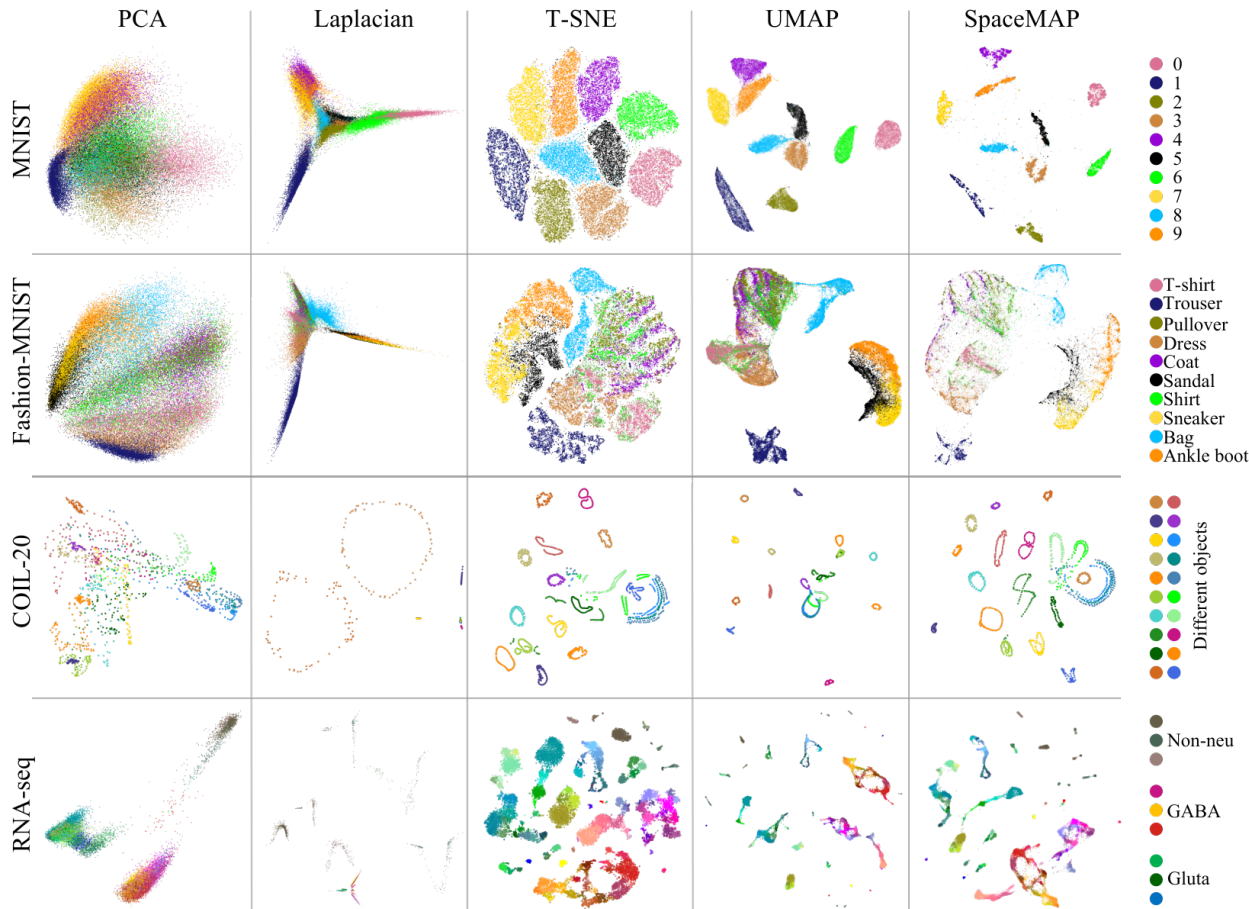 PCA Laplacian T-SNE UMAP SpaceMAP
MNIST
0
1
2
3
4
5
6
7
8
9
Fashion-MNIST
T-shirt
Trouser
Pullover
Dress
Coat
Sandal
Shirt
Sneaker
Bag
Ankle boot
COIL-20
Different objects
RNA-seq
Non-neu
GABA
Gluta